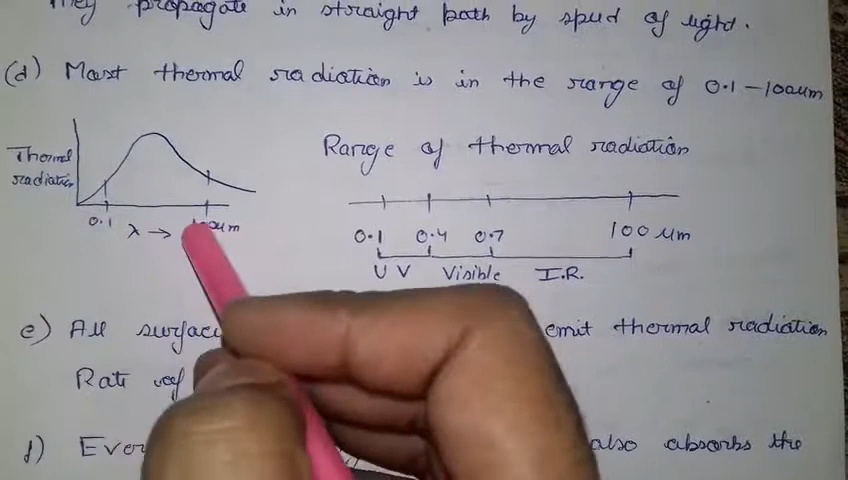 They propagate in straight path by speed of light.
(d) Most thermal radiation is in the range of 0.1-100um
Thermal
radiation
0.1
λ →
Range of thermal radiation
0.1 0.4 0.7 100 μm
UV Visible I.R.
e) All emit thermal radiation
Rate of
f) also absorbs the